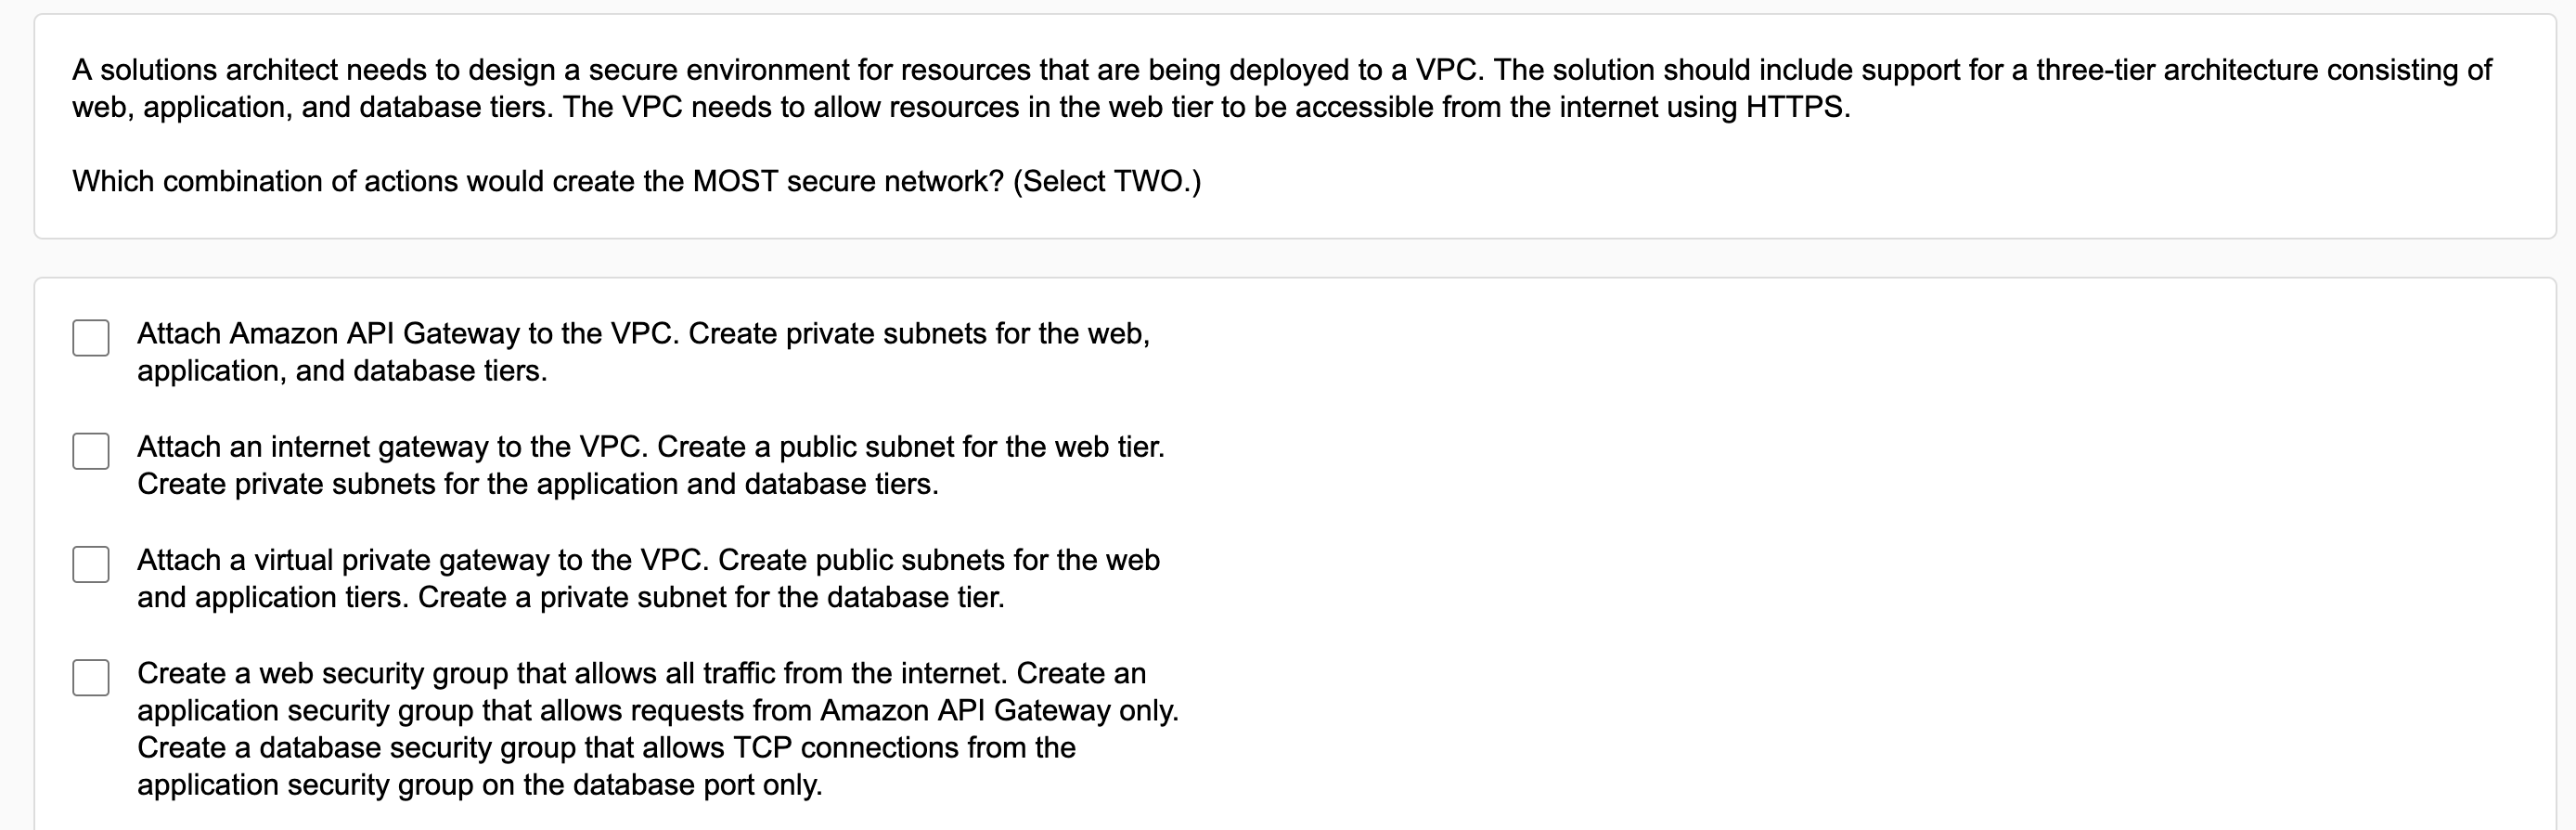 A solutions architect needs to design a secure environment for resources that are being deployed to a VPC. The solution should include support for a three-tier architecture consisting of
web, application, and database tiers. The VPC needs to allow resources in the web tier to be accessible from the internet using HTTPS.
Which combination of actions would create the MOST secure network? (Select TWO.)
Attach Amazon API Gateway to the VPC. Create private subnets for the web,
application, and database tiers.
Attach an internet gateway to the VPC. Create a public subnet for the web tier.
Create private subnets for the application and database tiers.
Attach a virtual private gateway to the VPC. Create public subnets for the web
and application tiers. Create a private subnet for the database tier.
Create a web security group that allows all traffic from the internet. Create an
application security group that allows requests from Amazon API Gateway only.
Create a database security group that allows TCP connections from the
application security group on the database port only.